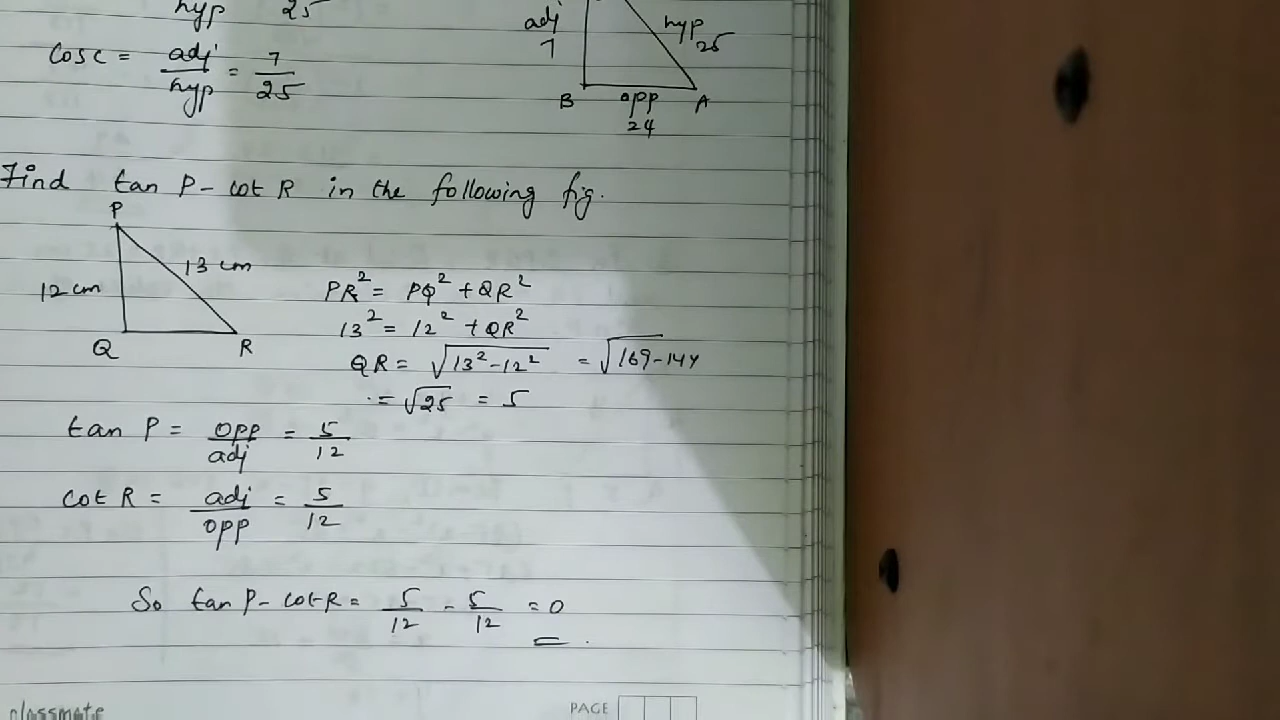 hyp 25
Cos C = adj/hyp = 7/25
adj
7
hyp
25
B opp A
24
Find tan P - cot R in the following fig.
P
13 cm
12 cm
Q R
PR² = PQ² + QR²
13² = 12² + QR²
QR = √13²-12² = √169-144
= √25 = 5
tan P = opp/adj = 5/12
cot R = adj/opp = 5/12
So tan P - cot R = 5/12 - 5/12 = 0
classmate
PAGE